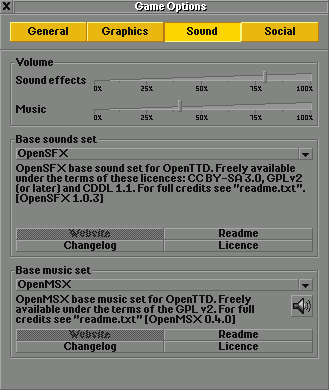 Game Options
General Graphics Sound Social
Volume
Sound effects
0% 25% 50% 75% 100%
Music
0% 25% 50% 75% 100%
Base sounds set
OpenSFX
OpenSFX base sound set for OpenTTD. Freely available
under the terms of these licences: CC BY-SA 3.0, GPLv2
(or later) and CDDL 1.1. For full credits see "readme.txt".
[OpenSFX 1.0.3]
Website Readme
Changelog Licence
Base music set
OpenMSX
OpenMSX base music set for OpenTTD. Freely
available under the terms of the GPL v2. For full
credits see "readme.txt" [OpenMSX 0.4.0]
Website Readme
Changelog Licence